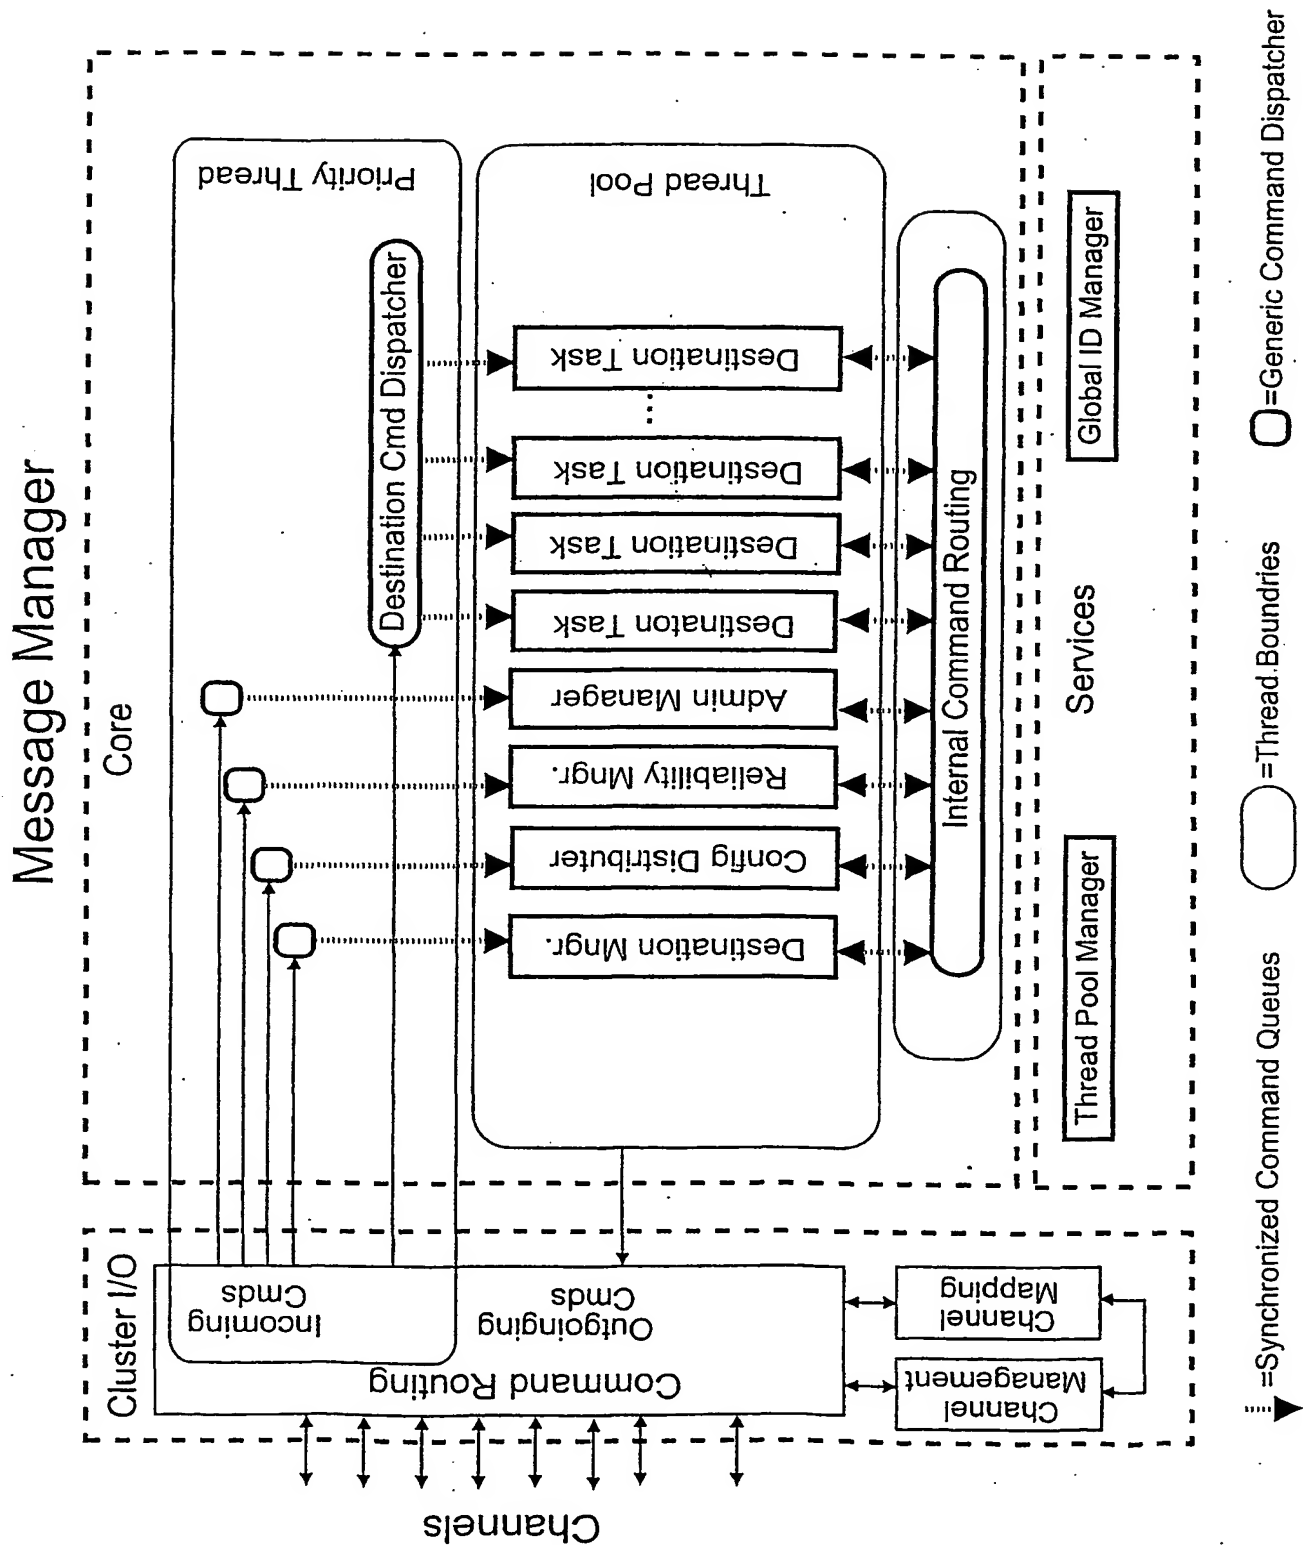 Message Manager
Core
Priority Thread
Destination Cmd Dispatcher
Thread Pool
Destination
Task
Destination
Task
...
Destination
Task
Destinaton
Task
Admin Manager
Reliability Mngr.
Config Distributer
Destination Mngr.
Internal Command Routing
Cluster I/O
Incoming
Cmds
Outgoinging
Cmds
Command Routing
Channel
Mapping
Channel
Management
Channels
Services
Thread Pool Manager
Global ID Manager
=Synchronized Command Queues
=Thread Boundries
=Generic Command Dispatcher